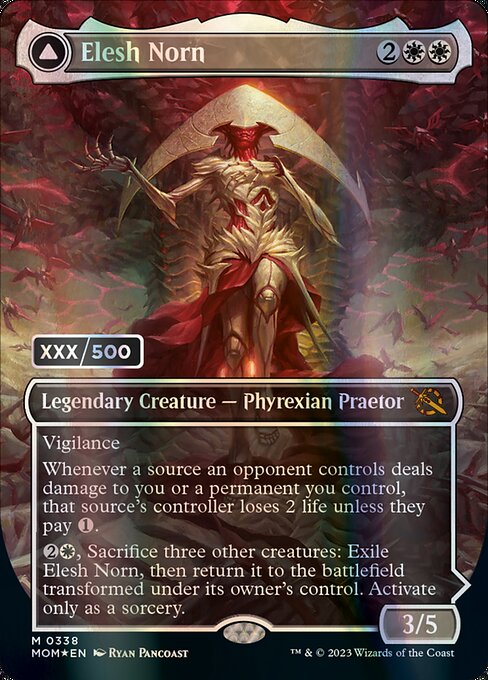 Elesh Norn 2
XXX/500
Legendary Creature — Phyrexian Praetor
Vigilance
Whenever a source an opponent controls deals
damage to you or a permanent you control,
that source's controller loses 2 life unless they
pay 1.
2, Sacrifice three other creatures: Exile
Elesh Norn, then return it to the battlefield
transformed under its owner's control. Activate
only as a sorcery.
3/5
M 0338
MOM★EN Ryan Pancoast
™ & © 2023 Wizards of the Coast